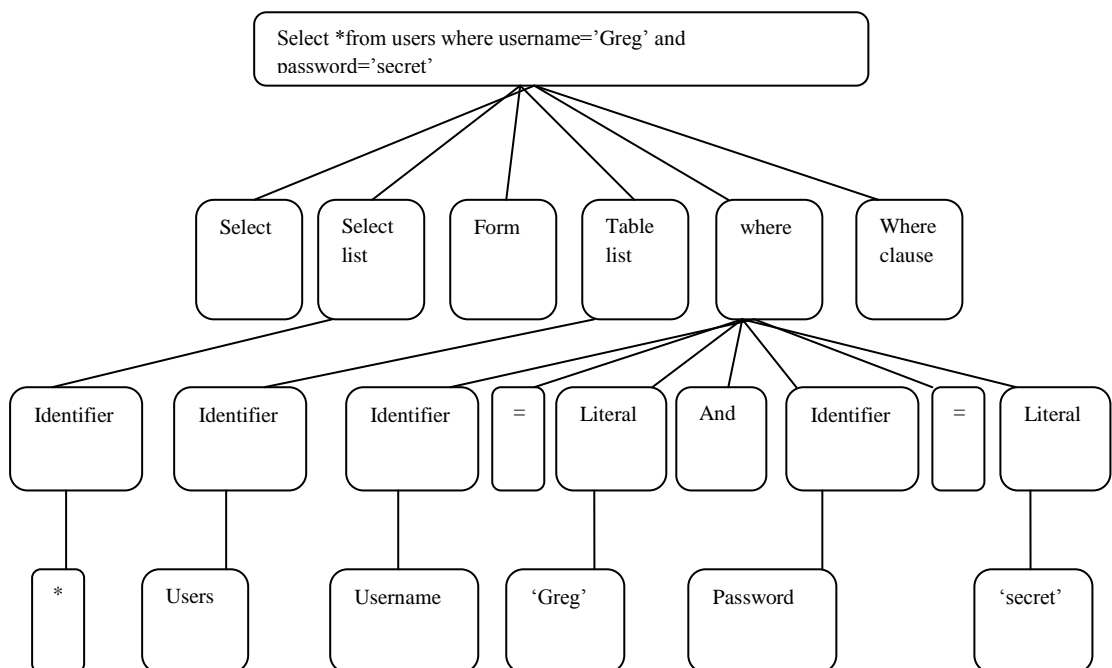 Select *from users where username=’Greg’ and
password=’secret’
Select
Select
list
Form
Table
list
where
Where
clause
Identifier
Identifier
Identifier
=
Literal
And
Identifier
=
Literal
*
Users
Username
‘Greg’
Password
‘secret’